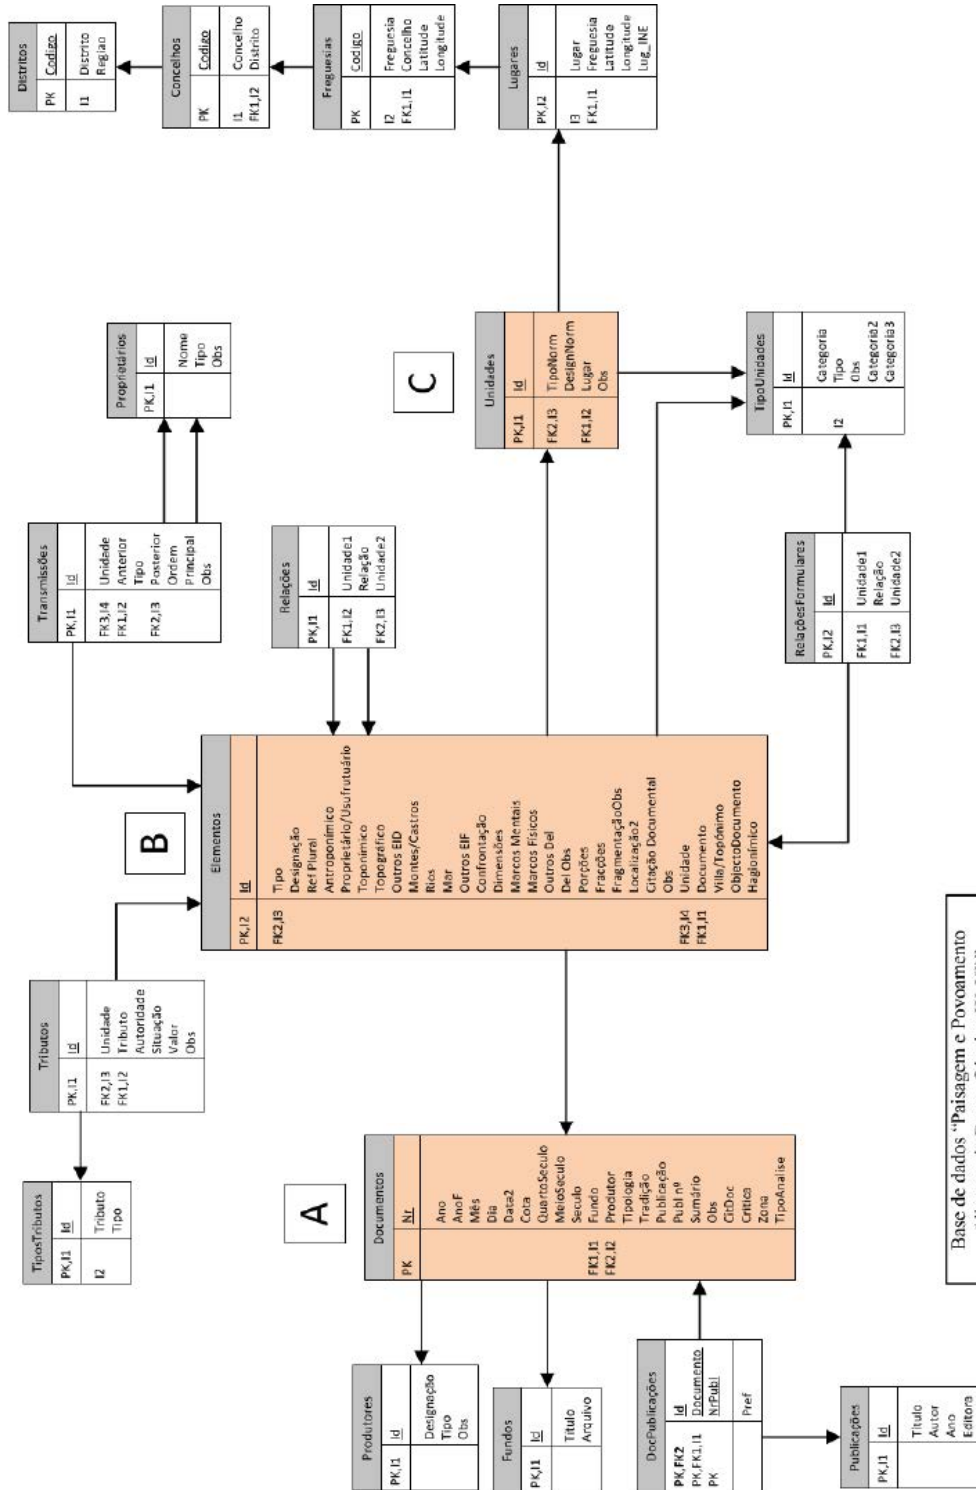 Produtores
PK,I1 Id
Designação
Tipo
Obs
Fundos
PK,I1 Id
Título
Arquivo
DocPublicações
PK,FK2 Id
PK,FK1,I1 Documento
PK NrPubl
Pref
Publicações
PK,I1 Id
Título
Autor
Ano
Editora
A
Documentos
PK Nr
Ano
AnoF
Mês
Dia
Data2
Cota
QuartoSeculo
MeioSeculo
Seculo
FK1,I1 Fundo
FK2,I2 Produtor
Tipologia
Tradição
Publicação
Publ nº
Sumário
Obs
CitDoc
Critica
Zona
TipoAnalise
TiposTributos
PK,I1 Id
I2 Tributo
Tipo
Tributos
PK,I1 Id
FK2,I3 Unidade
FK1,I2 Tributo
Autoridade
Situação
Valor
Obs
B
Elementos
PK,I2 Id
FK2,I3 Tipo
Designação
Ref Plural
Antroponímico
Proprietário/Usufrutuário
Toponímico
Topográfico
Outros EID
Montes/Castros
Rios
Mar
Outros EIF
Confrontação
Dimensões
Marcos Mentais
Marcos Físicos
Outros Del
Del Obs
Porções
Fracções
FragmentaçãoObs
Localização2
Citação Documental
Obs
FK3,I4 Unidade
FK1,I1 Documento
Villa/Topónimo
ObjectoDocumento
Hagionímico
Transmissões
PK,I1 Id
FK3,I4 Unidade
FK1,I2 Anterior
Tipo
FK2,I3 Posterior
Ordem
Principal
Obs
Proprietários
PK,I1 Id
Nome
Tipo
Obs
Relações
PK,I1 Id
FK1,I2 Unidade1
Relação
FK2,I3 Unidade2
C
Unidades
PK,I1 Id
FK2,I3 TipoNorm
DesignNorm
FK1,I2 Lugar
Obs
RelaçõesFormulares
PK,I2 Id
FK1,I1 Unidade1
Relação
FK2,I3 Unidade2
TipoUnidades
PK,I1 Id
Categoria
I2 Tipo
Obs
Categoria2
Categoria3
Distritos
PK Codigo
I1 Distrito
Regiao
Concelhos
PK Codigo
I1 Concelho
FK1,I2 Distrito
Freguesias
PK Codigo
I2 Freguesia
FK1,I1 Concelho
Latitude
Longitude
Lugares
PK,I2 Id
I3 Lugar
FK1,I1 Freguesia
Latitude
Longitude
Lug_INE
Base de dados “Paisagem e Povoamento